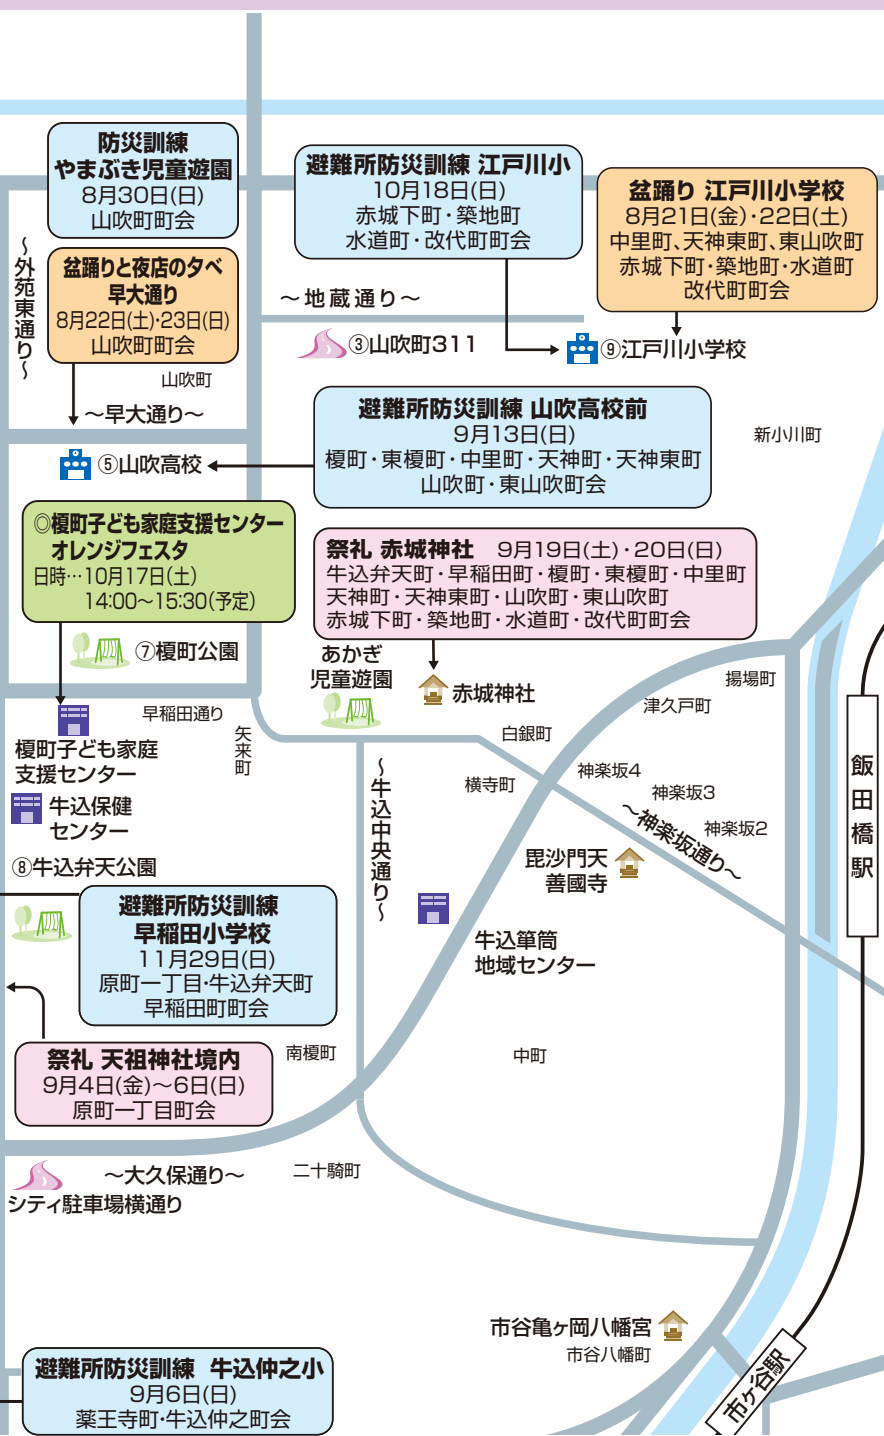 防災訓練
やまぶき児童遊園
8月30日(日)
山吹町町会
避難所防災訓練 江戸川小
10月18日(日)
赤城下町・築地町
水道町・改代町町会
盆踊り 江戸川小学校
8月21日(金)・22日(土)
中里町、天神東町、東山吹町
赤城下町・築地町・水道町
改代町町会
～外苑東通り～
盆踊りと夜店の夕べ
早大通り
8月22日(土)・23日(日)
山吹町町会
～地蔵通り～
③山吹町311
⑨江戸川小学校
山吹町
～早大通り～
避難所防災訓練 山吹高校前
9月13日(日)
榎町・東榎町・中里町・天神町・天神東町
山吹町・東山吹町会
新小川町
⑤山吹高校
◎榎町子ども家庭支援センター
オレンジフェスタ
日時…10月17日(土)
14:00～15:30(予定)
祭礼 赤城神社 9月19日(土)・20日(日)
牛込弁天町・早稲田町・榎町・東榎町・中里町
天神町・天神東町・山吹町・東山吹町
赤城下町・築地町・水道町・改代町町会
⑦榎町公園
あかぎ
児童遊園
赤城神社
揚場町
津久戸町
早稲田通り
矢来町
白銀町
榎町子ども家庭
支援センター
牛込保健
センター
～牛込中央通り～
横寺町
神楽坂4
神楽坂3
神楽坂2
～神楽坂通り～
飯田橋駅
毘沙門天
善國寺
⑧牛込弁天公園
避難所防災訓練
早稲田小学校
11月29日(日)
原町一丁目・牛込弁天町
早稲田町町会
牛込簞笥
地域センター
祭礼 天祖神社境内
9月4日(金)～6日(日)
原町一丁目町会
南榎町
中町
～大久保通り～
シティ駐車場横通り
二十騎町
市谷亀ヶ岡八幡宮
市谷八幡町
市ヶ谷駅
避難所防災訓練 牛込仲之小
9月6日(日)
薬王寺町・牛込仲之町会